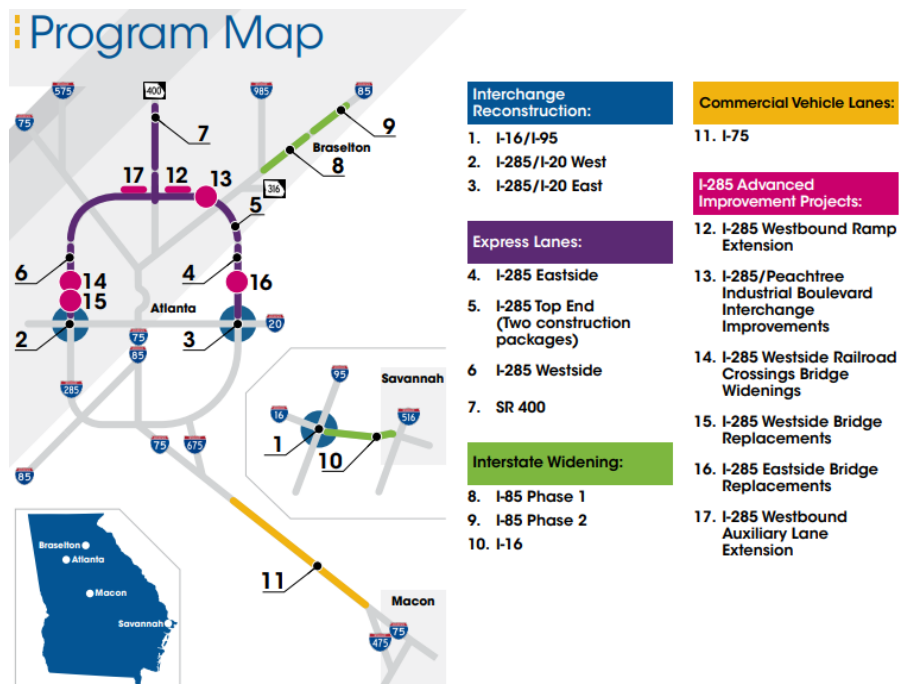 Program Map
575
400
985
85
75
7
9
Braselton
8
17
12
13
316
5
6
14
4
16
15
Atlanta
2
3
20
75
85
285
95
Savannah
16
516
1
10
75
675
85
11
Macon
75
475
Braselton
Atlanta
Macon
Savannah
Interchange
Reconstruction:
1. I-16/I-95
2. I-285/I-20 West
3. I-285/I-20 East
Express Lanes:
4. I-285 Eastside
5. I-285 Top End
(Two construction
packages)
6 I-285 Westside
7. SR 400
Interstate Widening:
8. I-85 Phase 1
9. I-85 Phase 2
10. I-16
Commercial Vehicle Lanes:
11. I-75
I-285 Advanced
Improvement Projects:
12. I-285 Westbound Ramp
Extension
13. I-285/Peachtree
Industrial Boulevard
Interchange
Improvements
14. I-285 Westside Railroad
Crossings Bridge
Widenings
15. I-285 Westside Bridge
Replacements
16. I-285 Eastside Bridge
Replacements
17. I-285 Westbound
Auxiliary Lane
Extension